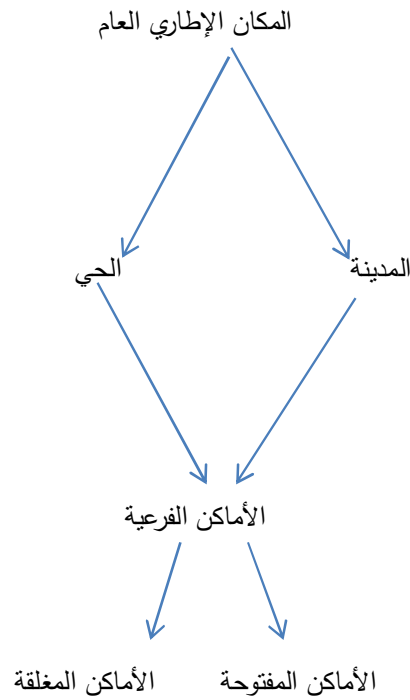 المكان الإطاري العام
المدينة
الحي
الأماكن الفرعية
الأماكن المفتوحة
الأماكن المغلقة